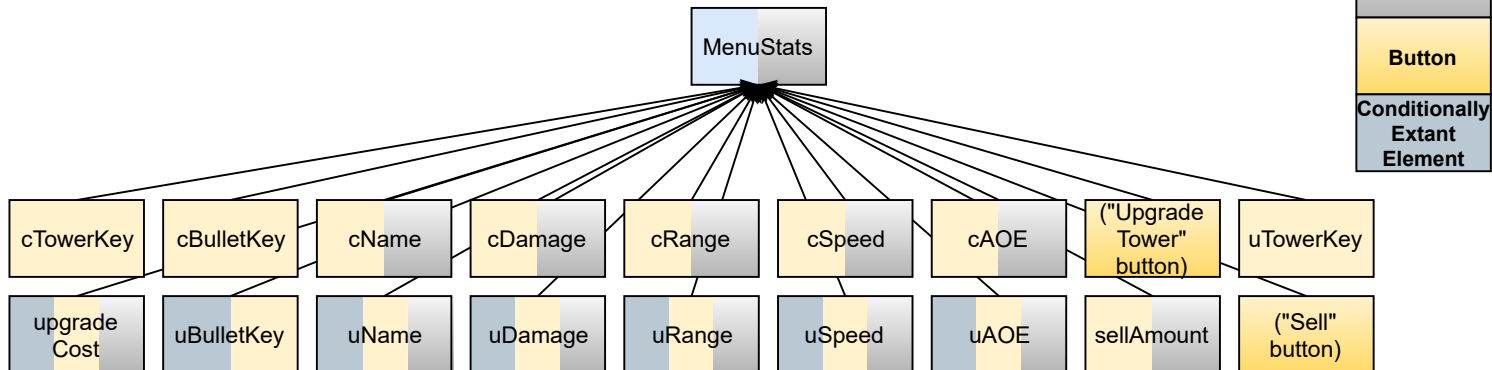 MenuStats
Button
Conditionally
Extant
Element
cTowerKey
cBulletKey
cName
cDamage
cRange
cSpeed
cAOE
("Upgrade
Tower"
button)
uTowerKey
upgrade
Cost
uBulletKey
uName
uDamage
uRange
uSpeed
uAOE
sellAmount
("Sell"
button)